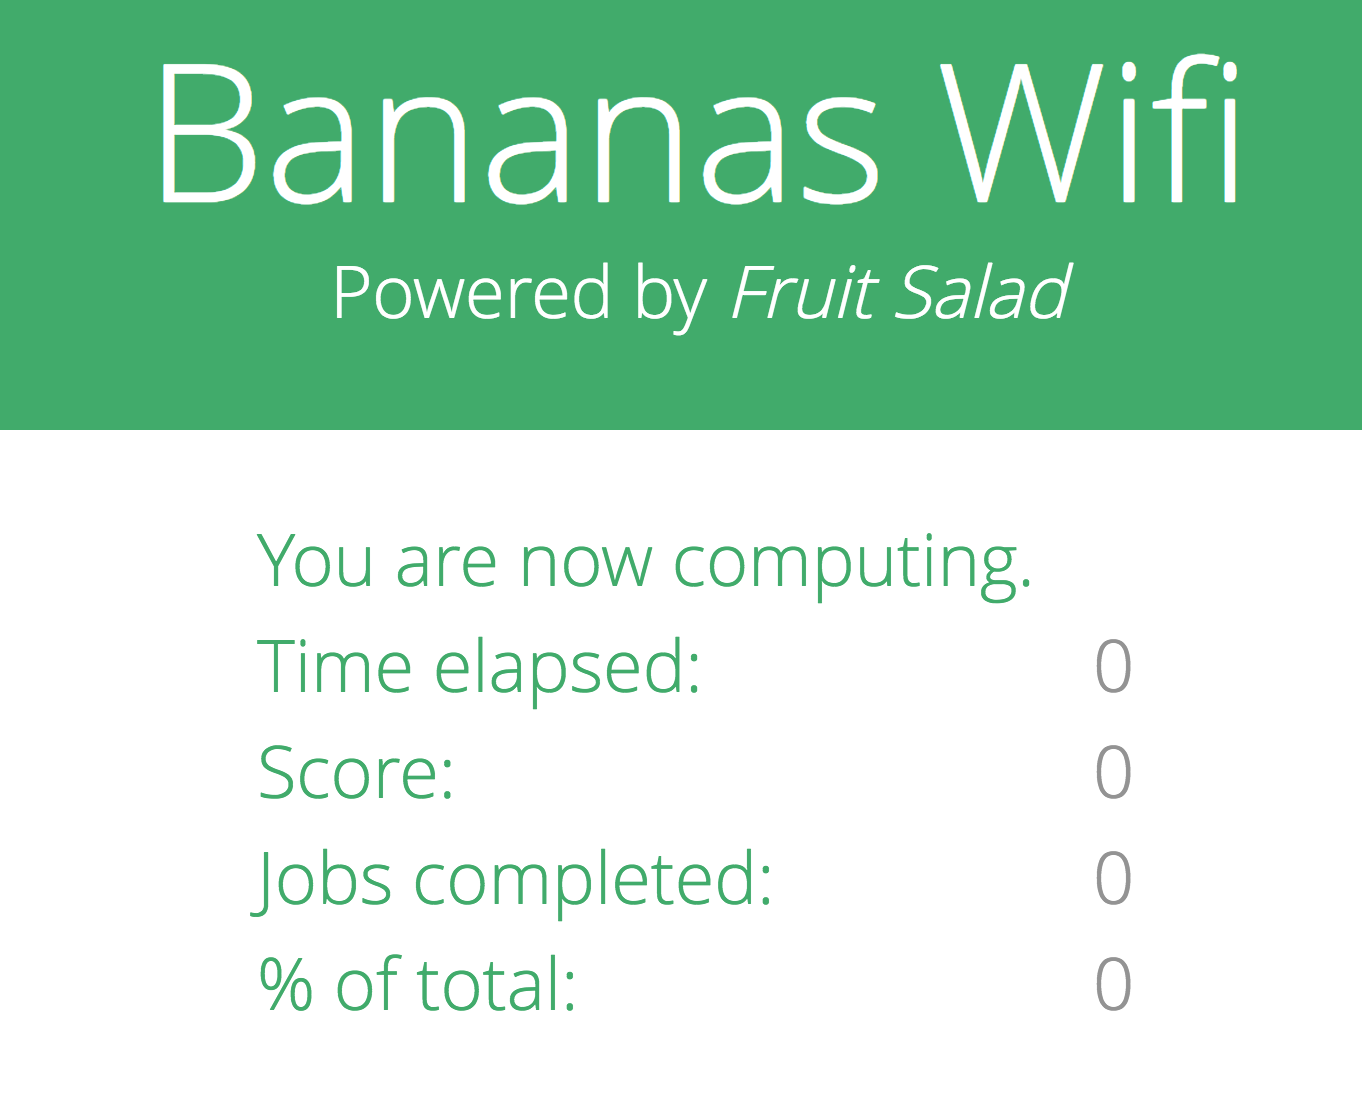 Bananas Wifi
Powered by Fruit Salad
You are now computing.
Time elapsed: 0
Score: 0
Jobs completed: 0
% of total: 0